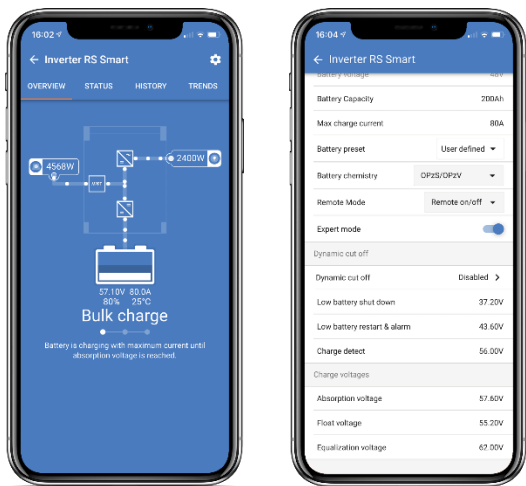 16:02
← Inverter RS Smart
OVERVIEW STATUS HISTORY TRENDS
4568W
2400W
MPPT
57.10V 80.0A
80% 25°C
Bulk charge
Battery is charging with maximum current until
absorption voltage is reached.
16:04
← Inverter RS Smart
Battery voltage 48V
Battery Capacity 200Ah
Max charge current 80A
Battery preset User defined
Battery chemistry OPzS/OPzV
Remote Mode Remote on/off
Expert mode
Dynamic cut off
Dynamic cut off Disabled
Low battery shut down 37.20V
Low battery restart & alarm 43.60V
Charge detect 56.00V
Charge voltages
Absorption voltage 57.60V
Float voltage 55.20V
Equalization voltage 62.00V